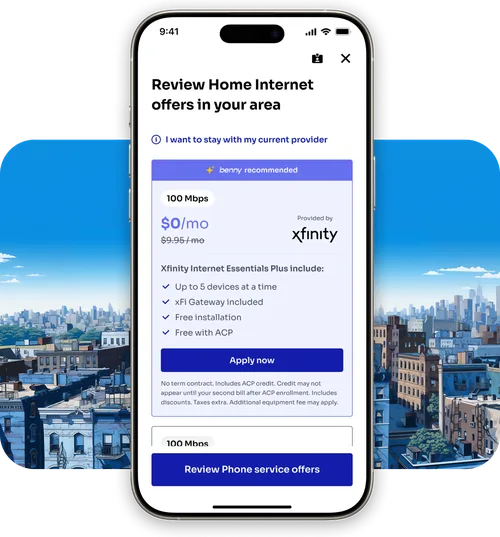 9:41
Review Home Internet
offers in your area
I want to stay with my current provider
benny recommended
100 Mbps
$0/mo
$9.95 / mo
Provided by
xfinity
Xfinity Internet Essentials Plus include:
Up to 5 devices at a time
xFi Gateway included
Free installation
Free with ACP
Apply now
No term contract. Includes ACP credit. Credit may not
appear until your second bill after ACP enrollment. Includes
discounts. Taxes extra. Additional equipment fee may apply.
100 Mbps
Review Phone service offers